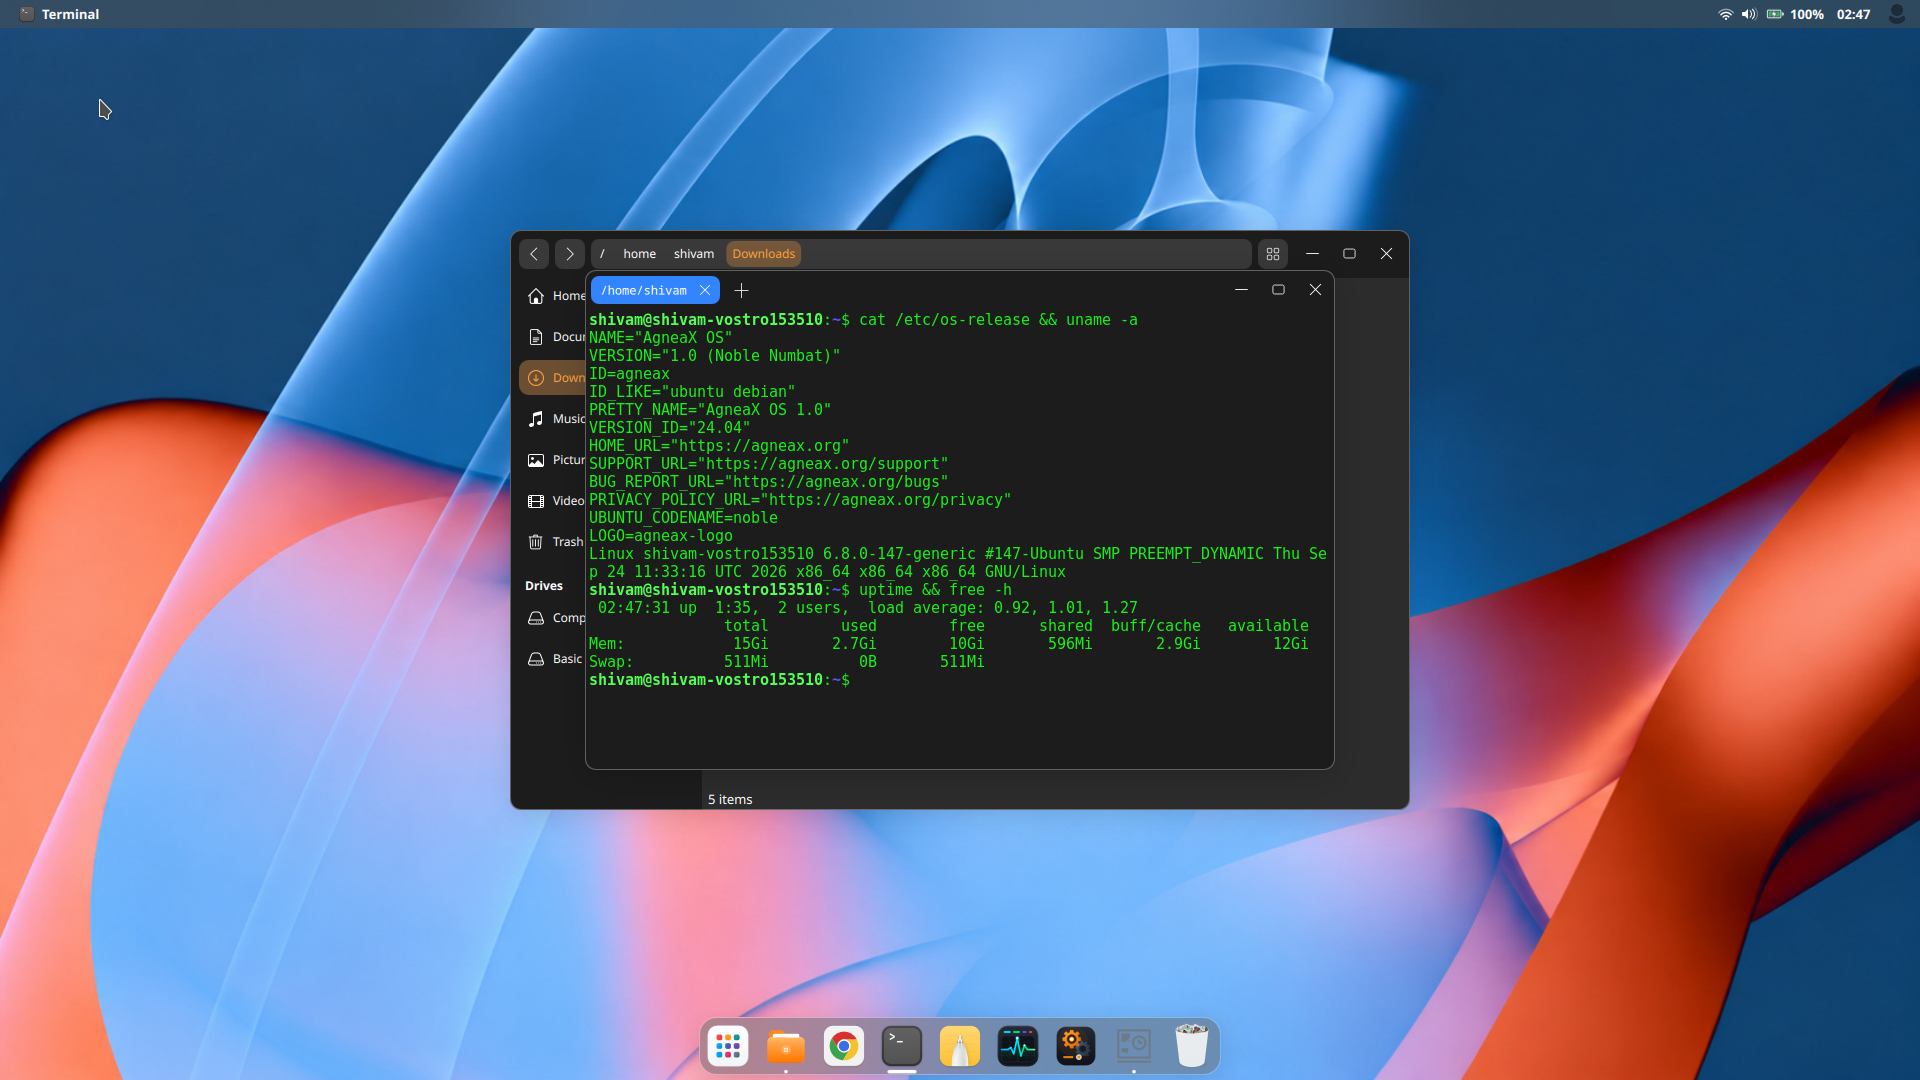 Terminal
100% 02:47
/ home shivam Downloads
Home
Docu
Down
Music
Pictur
Video
Trash
Drives
Comp
Basic
/home/shivam
shivam@shivam-vostro153510:~$ cat /etc/os-release && uname -a
NAME="AgneaX OS"
VERSION="1.0 (Noble Numbat)"
ID=agneax
ID_LIKE="ubuntu debian"
PRETTY_NAME="AgneaX OS 1.0"
VERSION_ID="24.04"
HOME_URL="https://agneax.org"
SUPPORT_URL="https://agneax.org/support"
BUG_REPORT_URL="https://agneax.org/bugs"
PRIVACY_POLICY_URL="https://agneax.org/privacy"
UBUNTU_CODENAME=noble
LOGO=agneax-logo
Linux shivam-vostro153510 6.8.0-147-generic #147-Ubuntu SMP PREEMPT_DYNAMIC Thu Se
p 24 11:33:16 UTC 2026 x86_64 x86_64 x86_64 GNU/Linux
shivam@shivam-vostro153510:~$ uptime && free -h
02:47:31 up  1:35,  2 users,  load average: 0.92, 1.01, 1.27
total used free shared buff/cache available
Mem: 15Gi 2.7Gi 10Gi 596Mi 2.9Gi 12Gi
Swap: 511Mi 0B 511Mi
shivam@shivam-vostro153510:~$
5 items